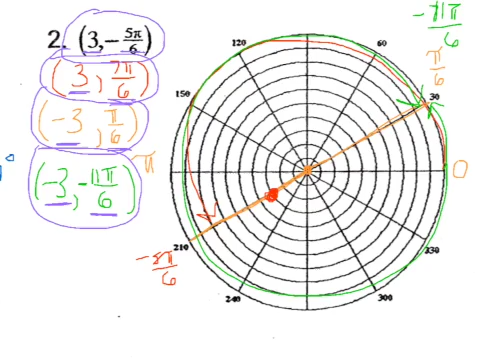 2. (3, -5π/6)
(3, 7π/6)
(-3, π/6)
-π
(-3, -11π/6)
-11π/6
π/6
120
60
30
150
0
210
-5π/6
330
240
300